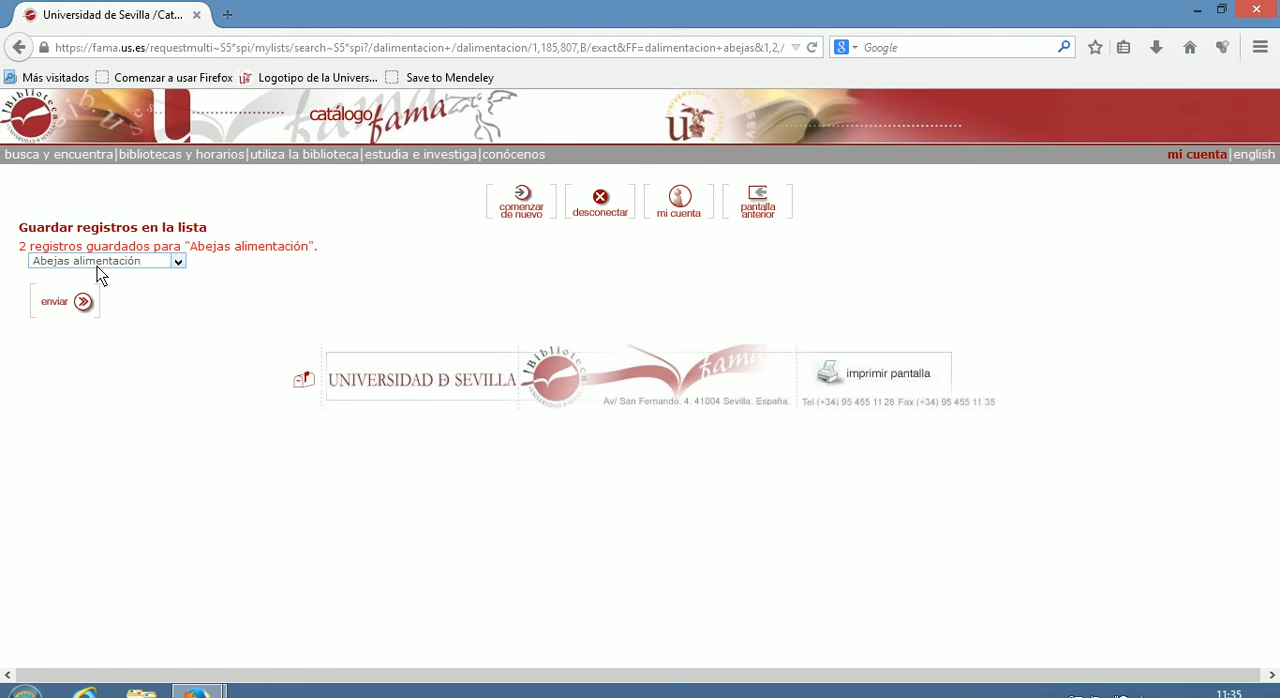 Universidad de Sevilla /Cat...
https://fama.us.es/requestmulti~S5*spi/mylists/search~S5*spi?/dalimentacion+/dalimentacion/1,185,807,B/exact&FF=dalimentacion+abejas&1,2,/
Google
Más visitados Comenzar a usar Firefox Logotipo de la Univers... Save to Mendeley
catálogo fama
busca y encuentra|bibliotecas y horarios|utiliza la biblioteca|estudia e investiga|conócenos
mi cuenta|english
comenzar de nuevo
desconectar
mi cuenta
pantalla anterior
Guardar registros en la lista
2 registros guardados para "Abejas alimentación".
Abejas alimentación
enviar
UNIVERSIDAD Ð SEVILLA
Biblioteca
fama
imprimir pantalla
Av/ San Fernando, 4. 41004 Sevilla. España. Tel (+34) 95 455 11 28 Fax (+34) 95 455 11 35
11:35